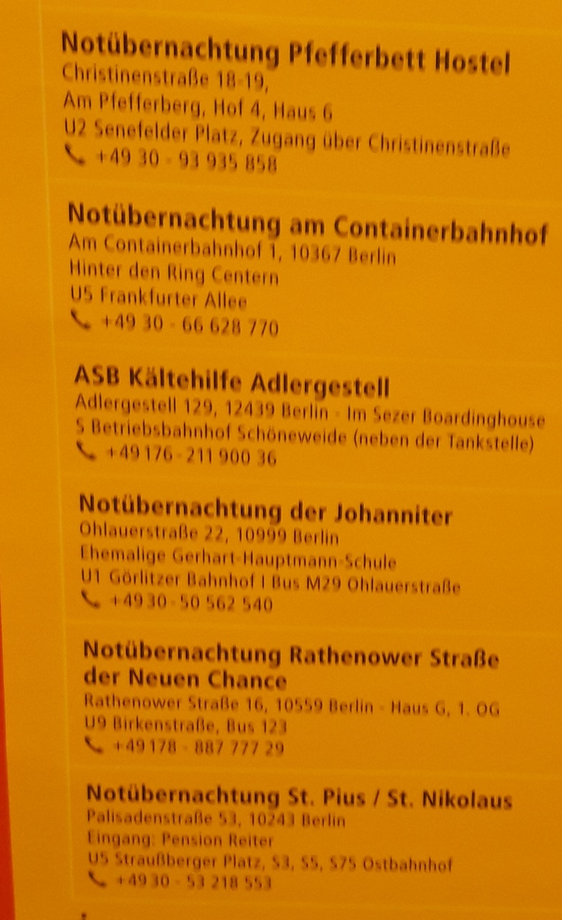 Notübernachtung Pfefferbett Hostel
Christinenstraße 18-19,
Am Pfefferberg, Hof 4, Haus 6
U2 Senefelder Platz, Zugang über Christinenstraße
+49 30 - 93 935 858
Notübernachtung am Containerbahnhof
Am Containerbahnhof 1, 10367 Berlin
Hinter den Ring Centern
U5 Frankfurter Allee
+49 30 - 66 628 770
ASB Kältehilfe Adlergestell
Adlergestell 129, 12439 Berlin - Im Sezer Boardinghouse
S Betriebsbahnhof Schöneweide (neben der Tankstelle)
+49 176 - 211 900 36
Notübernachtung der Johanniter
Ohlauerstraße 22, 10999 Berlin
Ehemalige Gerhart-Hauptmann-Schule
U1 Görlitzer Bahnhof | Bus M29 Ohlauerstraße
+49 30 - 50 562 540
Notübernachtung Rathenower Straße
der Neuen Chance
Rathenower Straße 16, 10559 Berlin - Haus G, 1. OG
U9 Birkenstraße, Bus 123
+49 178 - 887 777 29
Notübernachtung St. Pius / St. Nikolaus
Palisadenstraße 53, 10243 Berlin
Eingang: Pension Reiter
U5 Straußberger Platz, S3, S5, S75 Ostbahnhof
+49 30 - 53 218 553